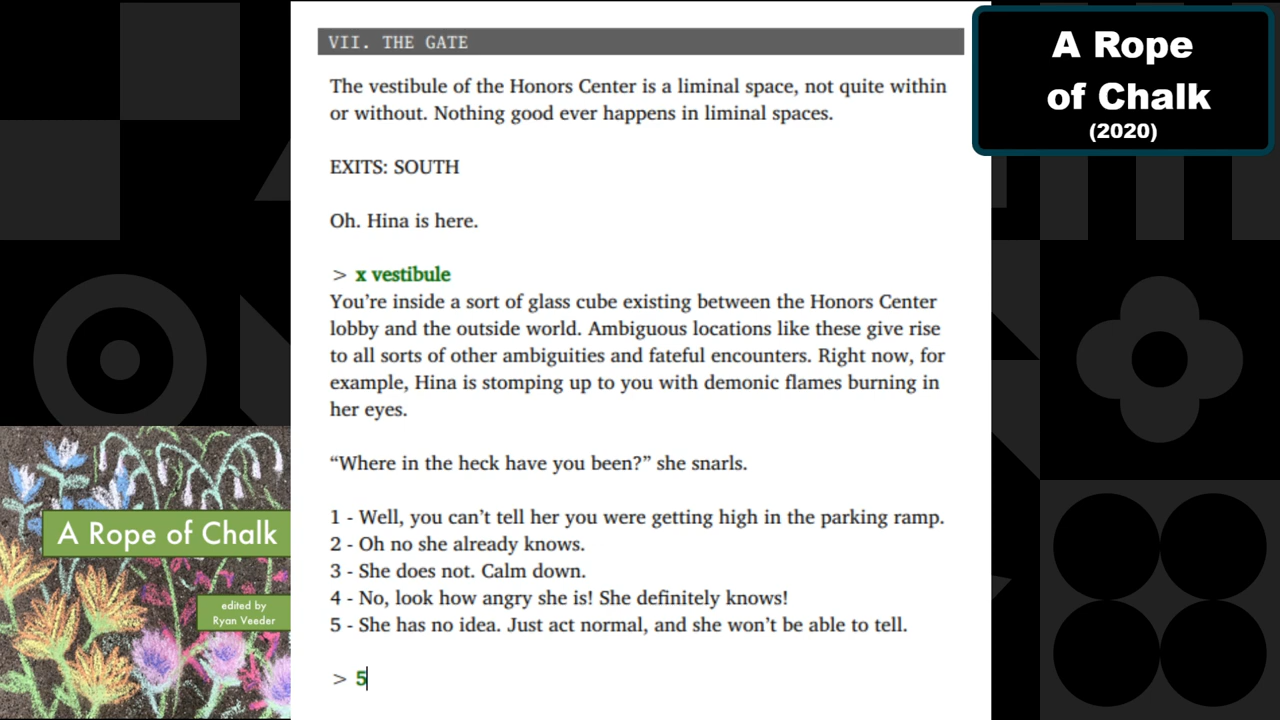 VII. THE GATE
The vestibule of the Honors Center is a liminal space, not quite within
or without. Nothing good ever happens in liminal spaces.
EXITS: SOUTH
Oh. Hina is here.
> x vestibule
You’re inside a sort of glass cube existing between the Honors Center
lobby and the outside world. Ambiguous locations like these give rise
to all sorts of other ambiguities and fateful encounters. Right now, for
example, Hina is stomping up to you with demonic flames burning in
her eyes.
“Where in the heck have you been?” she snarls.
1 - Well, you can’t tell her you were getting high in the parking ramp.
2 - Oh no she already knows.
3 - She does not. Calm down.
4 - No, look how angry she is! She definitely knows!
5 - She has no idea. Just act normal, and she won’t be able to tell.
> 5
A Rope
of Chalk
(2020)
A Rope of Chalk
edited by
Ryan Veeder